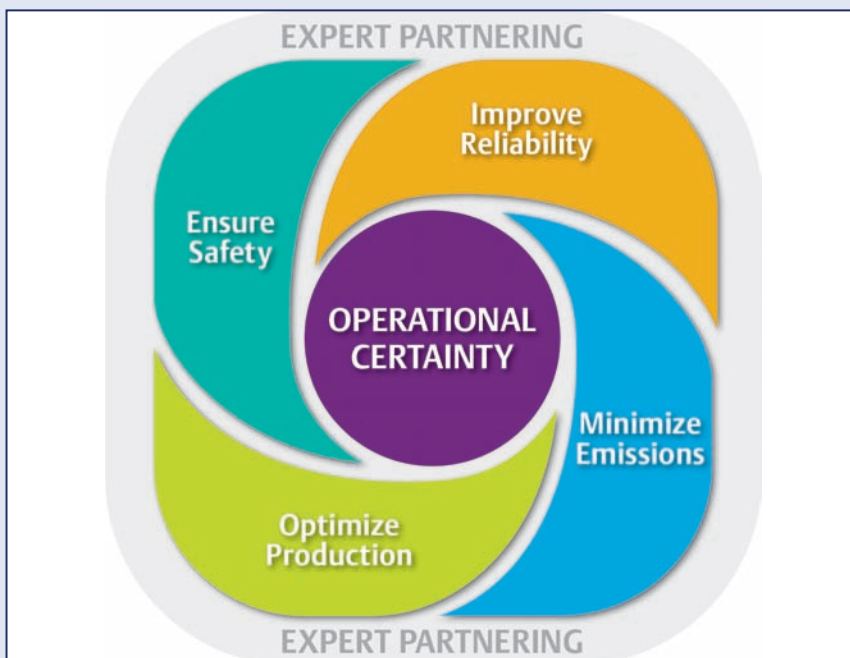 EXPERT PARTNERING
Improve
Reliability
Ensure
Safety
OPERATIONAL
CERTAINTY
Minimize
Emissions
Optimize
Production
EXPERT PARTNERING